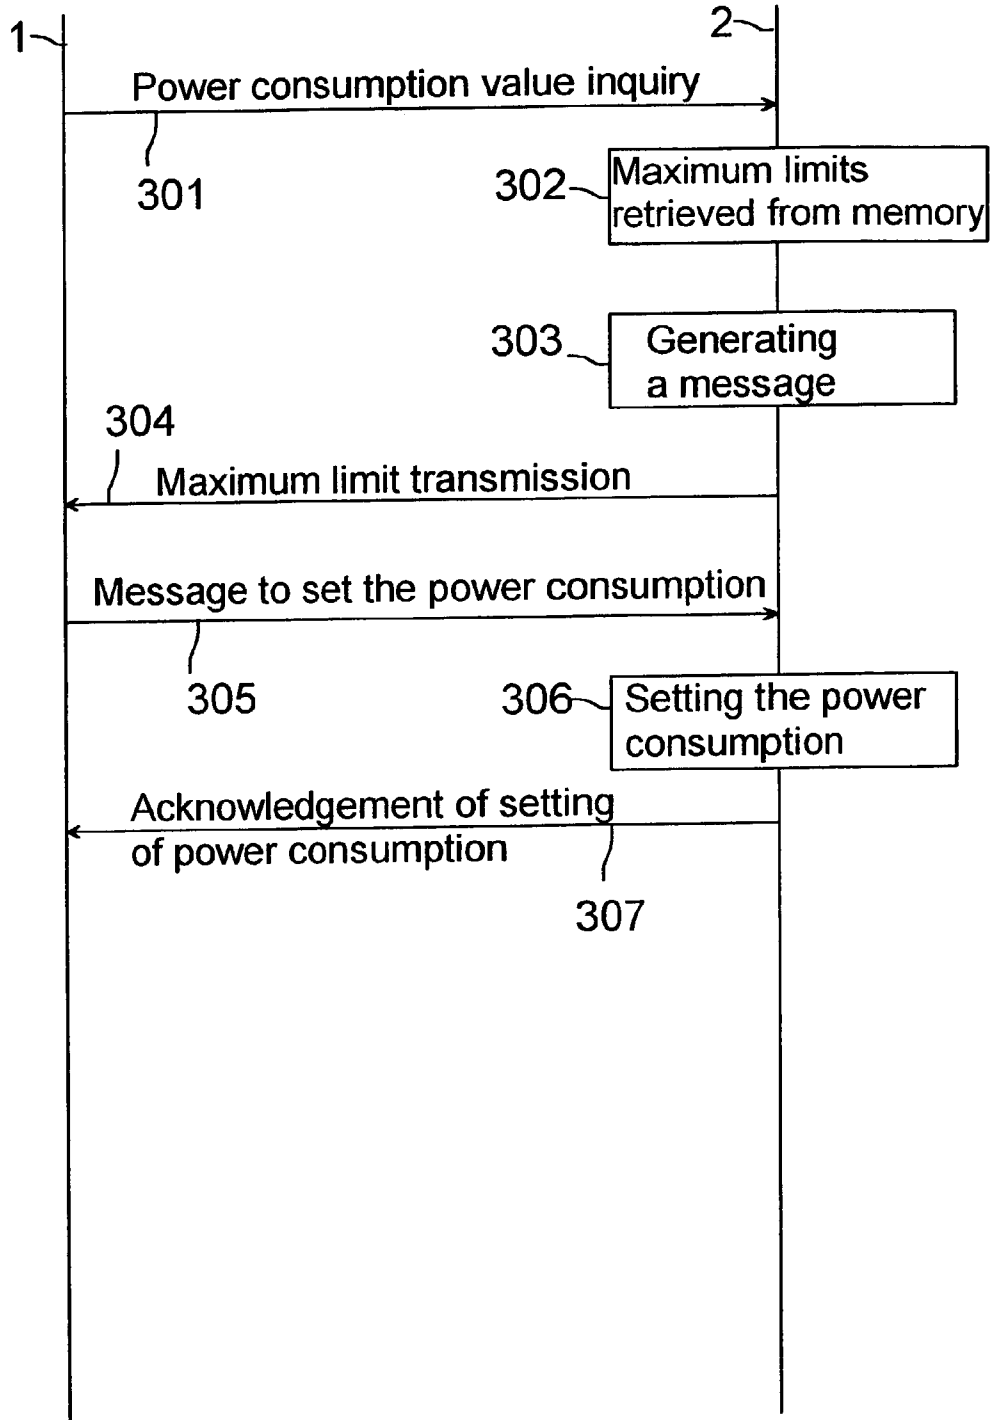 1
2
Power consumption value inquiry
301
302
Maximum limits
retrieved from memory
303
Generating
a message
304
Maximum limit transmission
Message to set the power consumption
305
306
Setting the power
consumption
Acknowledgement of setting
of power consumption
307